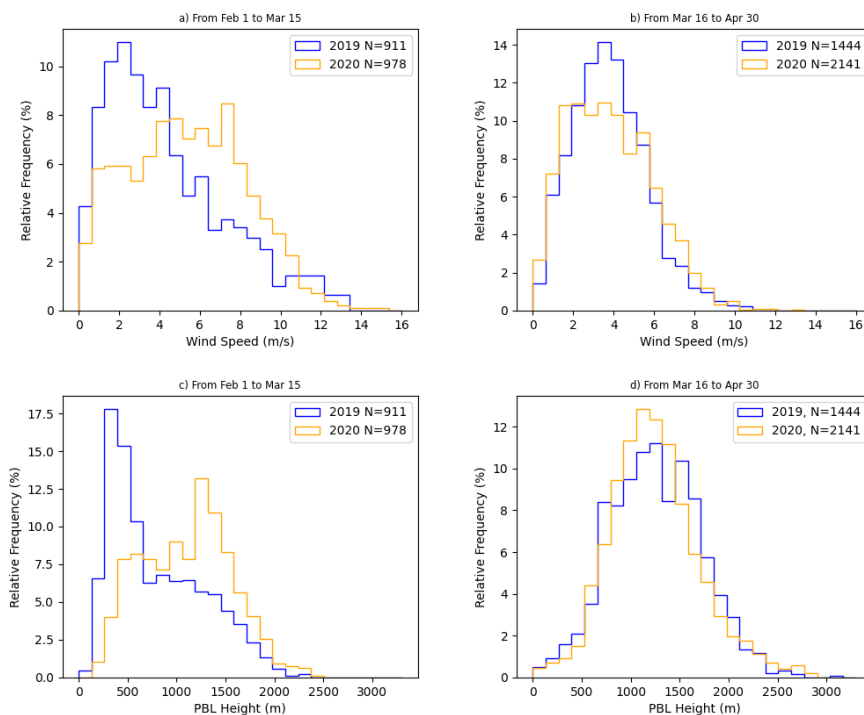 a) From Feb 1 to Mar 15
2019 N=911
2020 N=978
Relative Frequency (%)
10
8
6
4
2
0
0 2 4 6 8 10 12 14 16
Wind Speed (m/s)
b) From Mar 16 to Apr 30
2019 N=1444
2020 N=2141
Relative Frequency (%)
14
12
10
8
6
4
2
0
0 2 4 6 8 10 12 14 16
Wind Speed (m/s)
c) From Feb 1 to Mar 15
2019 N=911
2020 N=978
Relative Frequency (%)
17.5
15.0
12.5
10.0
7.5
5.0
2.5
0.0
0 500 1000 1500 2000 2500 3000
PBL Height (m)
d) From Mar 16 to Apr 30
2019, N=1444
2020, N=2141
Relative Frequency (%)
12
10
8
6
4
2
0
0 500 1000 1500 2000 2500 3000
PBL Height (m)